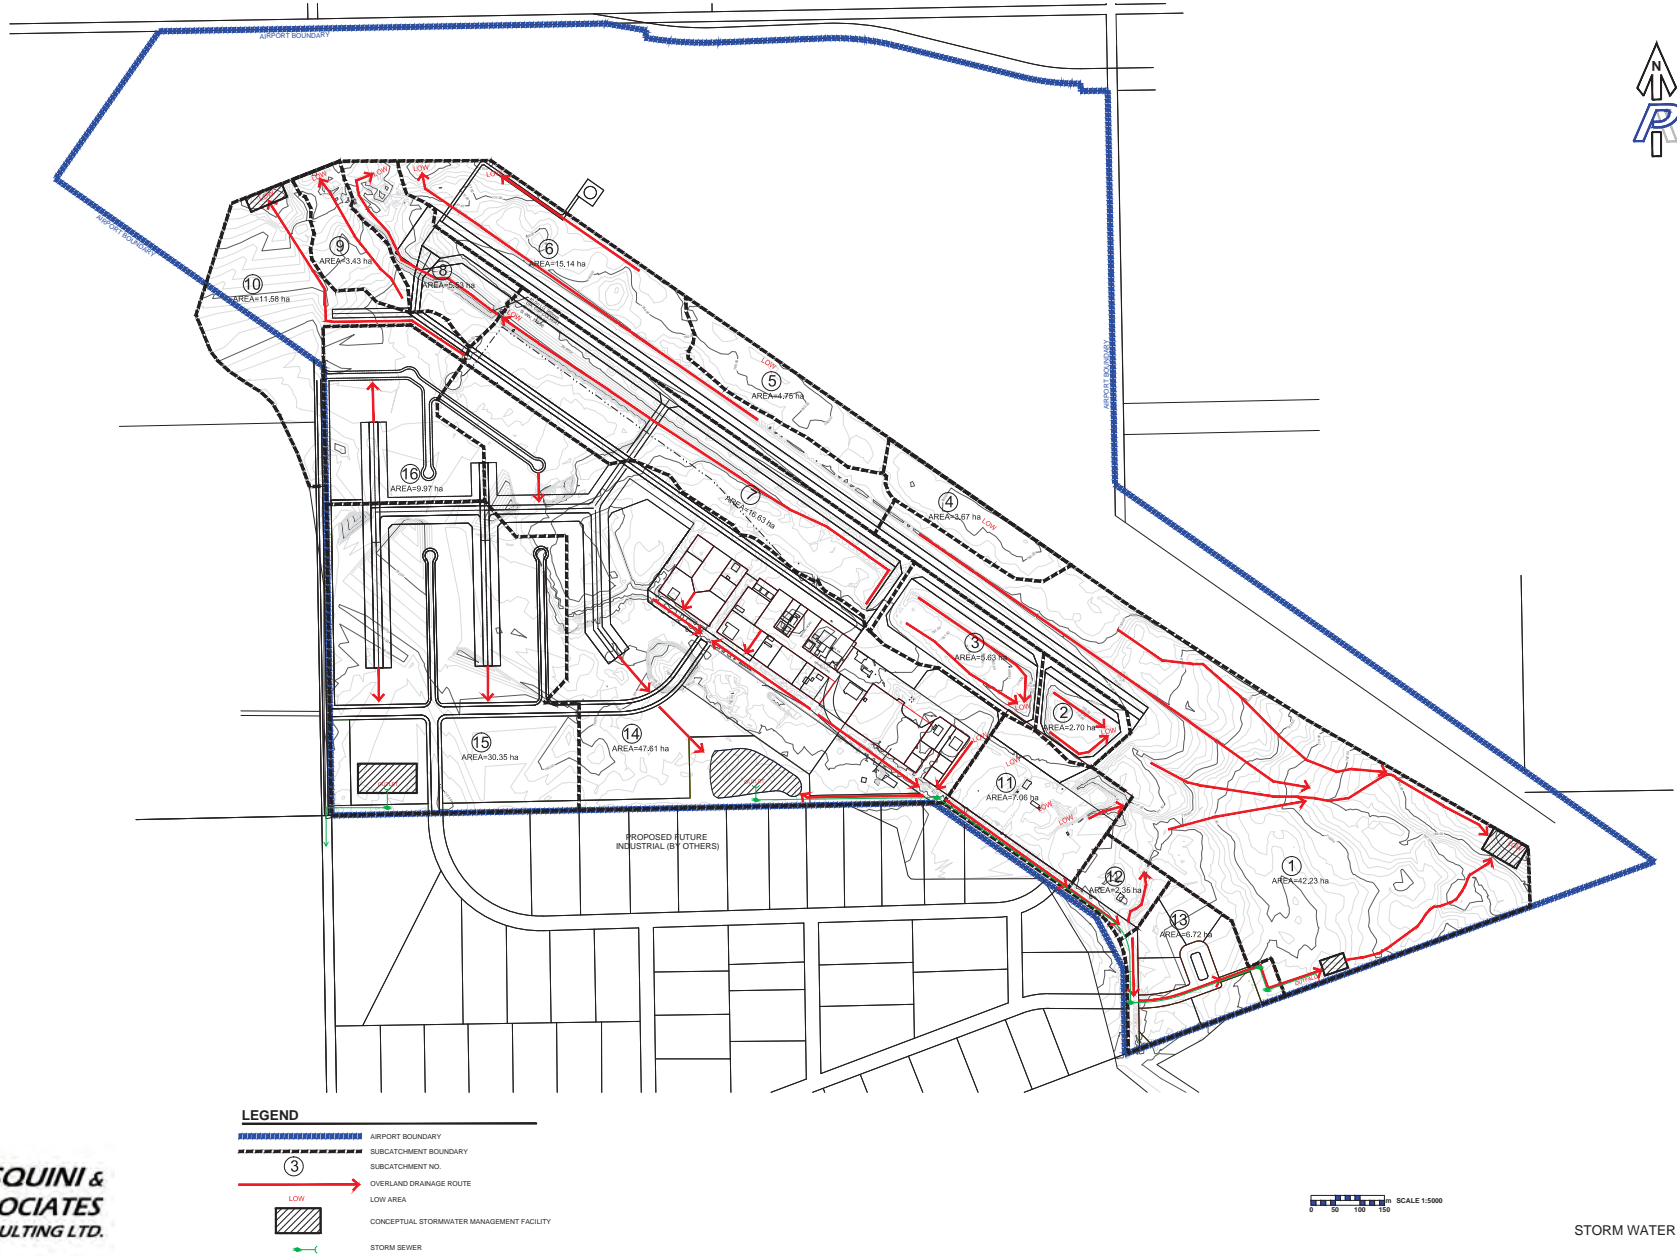 AIRPORT BOUNDARY
N
AIRPORT BOUNDARY
AIRPORT BOUNDARY
LOW
LOW
LOW
LOW
6
AREA=15.14 ha
9
AREA=3.43 ha
8
AREA=5.53 ha
10
AREA=11.58 ha
LOW
LOW
5
AREA=4.75 ha
16
AREA=9.97 ha
7
AREA=16.63 ha
4
AREA=3.67 ha
LOW
3
AREA=5.63 ha
LOW
2
AREA=2.70 ha
LOW
14
AREA=47.61 ha
15
AREA=30.35 ha
LOW
LOW
11
AREA=7.06 ha
LOW
LOW
PROPOSED FUTURE
INDUSTRIAL (BY OTHERS)
1
AREA=42.23 ha
12
AREA=2.35 ha
13
AREA=6.72 ha
LEGEND
AIRPORT BOUNDARY
SUBCATCHMENT BOUNDARY
3
SUBCATCHMENT NO.
OVERLAND DRAINAGE ROUTE
LOW
LOW AREA
CONCEPTUAL STORMWATER MANAGEMENT FACILITY
STORM SEWER
QUINI &
OCIATES
ULTING LTD.
m SCALE 1:5000
0 50 100 150
STORM WATER